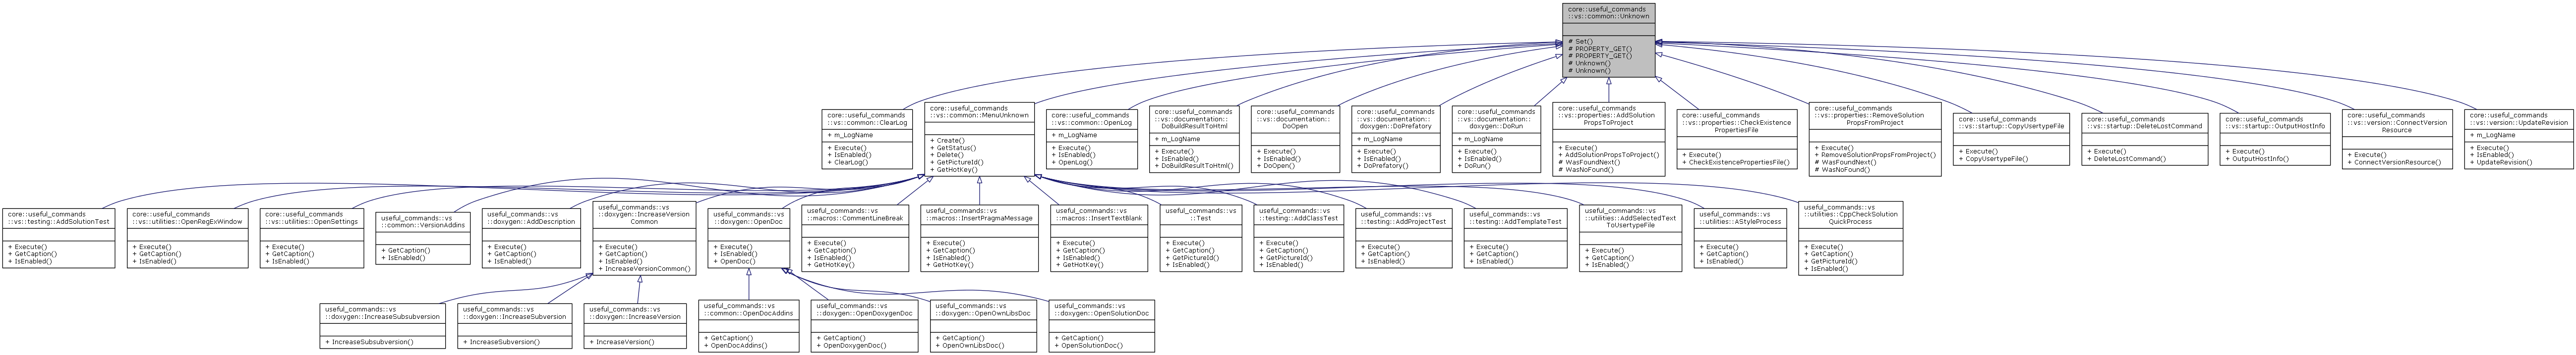 core::useful_commands
::vs::common::Unknown
# Set()
# PROPERTY_GET()
# PROPERTY_GET()
# Unknown()
# Unknown()
core::useful_commands
::vs::common::ClearLog
+ m_LogName
+ Execute()
+ IsEnabled()
+ ClearLog()
core::useful_commands
::vs::common::MenuUnknown
+ Create()
+ GetStatus()
+ Delete()
+ GetPictureId()
+ GetHotKey()
core::useful_commands
::vs::common::OpenLog
+ m_LogName
+ Execute()
+ IsEnabled()
+ OpenLog()
core::useful_commands
::vs::documentation::
DoBuildResultToHtml
+ m_LogName
+ Execute()
+ IsEnabled()
+ DoBuildResultToHtml()
core::useful_commands
::vs::documentation::
DoOpen
+ Execute()
+ IsEnabled()
+ DoOpen()
core::useful_commands
::vs::documentation::
doxygen::DoPrefatory
+ m_LogName
+ Execute()
+ IsEnabled()
+ DoPrefatory()
core::useful_commands
::vs::documentation::
doxygen::DoRun
+ m_LogName
+ Execute()
+ IsEnabled()
+ DoRun()
core::useful_commands
::vs::properties::AddSolution
PropsToProject
+ Execute()
+ AddSolutionPropsToProject()
# WasFoundNext()
# WasNoFound()
core::useful_commands
::vs::properties::CheckExistence
PropertiesFile
+ Execute()
+ CheckExistencePropertiesFile()
core::useful_commands
::vs::properties::RemoveSolution
PropsFromProject
+ Execute()
+ RemoveSolutionPropsFromProject()
# WasFoundNext()
# WasNoFound()
core::useful_commands
::vs::startup::CopyUsertypeFile
+ Execute()
+ CopyUsertypeFile()
core::useful_commands
::vs::startup::DeleteLostCommand
+ Execute()
+ DeleteLostCommand()
core::useful_commands
::vs::startup::OutputHostInfo
+ Execute()
+ OutputHostInfo()
core::useful_commands
::vs::version::ConnectVersion
Resource
+ Execute()
+ ConnectVersionResource()
core::useful_commands
::vs::version::UpdateRevision
+ m_LogName
+ Execute()
+ IsEnabled()
+ UpdateRevision()
core::useful_commands
::vs::testing::AddSolutionTest
+ Execute()
+ GetCaption()
+ IsEnabled()
core::useful_commands
::vs::utilities::OpenRegExWindow
+ Execute()
+ GetCaption()
+ IsEnabled()
core::useful_commands
::vs::utilities::OpenSettings
+ Execute()
+ GetCaption()
+ IsEnabled()
useful_commands::vs
::common::VersionAddins
+ GetCaption()
+ IsEnabled()
useful_commands::vs
::doxygen::AddDescription
+ Execute()
+ GetCaption()
+ IsEnabled()
useful_commands::vs
::doxygen::IncreaseVersion
Common
+ Execute()
+ GetCaption()
+ IsEnabled()
+ IncreaseVersionCommon()
useful_commands::vs
::doxygen::OpenDoc
+ Execute()
+ IsEnabled()
+ OpenDoc()
useful_commands::vs
::macros::CommentLineBreak
+ Execute()
+ GetCaption()
+ IsEnabled()
+ GetHotKey()
useful_commands::vs
::macros::InsertPragmaMessage
+ Execute()
+ GetCaption()
+ IsEnabled()
+ GetHotKey()
useful_commands::vs
::macros::InsertTextBlank
+ Execute()
+ GetCaption()
+ IsEnabled()
+ GetHotKey()
useful_commands::vs
::Test
+ Execute()
+ GetCaption()
+ GetPictureId()
+ IsEnabled()
useful_commands::vs
::testing::AddClassTest
+ Execute()
+ GetCaption()
+ GetPictureId()
+ IsEnabled()
useful_commands::vs
::testing::AddProjectTest
+ Execute()
+ GetCaption()
+ IsEnabled()
useful_commands::vs
::testing::AddTemplateTest
+ Execute()
+ GetCaption()
+ IsEnabled()
useful_commands::vs
::utilities::AddSelectedText
ToUsertypeFile
+ Execute()
+ GetCaption()
+ IsEnabled()
useful_commands::vs
::utilities::AStyleProcess
+ Execute()
+ GetCaption()
+ IsEnabled()
useful_commands::vs
::utilities::CppCheckSolution
QuickProcess
+ Execute()
+ GetCaption()
+ GetPictureId()
+ IsEnabled()
useful_commands::vs
::doxygen::IncreaseSubsubversion
+ IncreaseSubsubversion()
useful_commands::vs
::doxygen::IncreaseSubversion
+ IncreaseSubversion()
useful_commands::vs
::doxygen::IncreaseVersion
+ IncreaseVersion()
useful_commands::vs
::common::OpenDocAddins
+ GetCaption()
+ OpenDocAddins()
useful_commands::vs
::doxygen::OpenDoxygenDoc
+ GetCaption()
+ OpenDoxygenDoc()
useful_commands::vs
::doxygen::OpenOwnLibsDoc
+ GetCaption()
+ OpenOwnLibsDoc()
useful_commands::vs
::doxygen::OpenSolutionDoc
+ GetCaption()
+ OpenSolutionDoc()